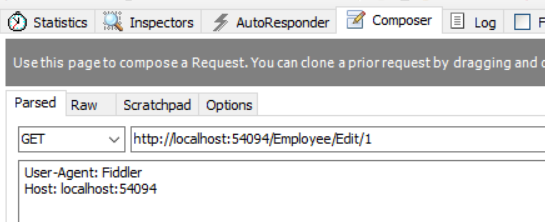 Statistics Inspectors AutoResponder Composer Log F
Use this page to compose a Request. You can clone a prior request by dragging and
Parsed Raw Scratchpad Options
GET http://localhost:54094/Employee/Edit/1
User-Agent: Fiddler
Host: localhost:54094